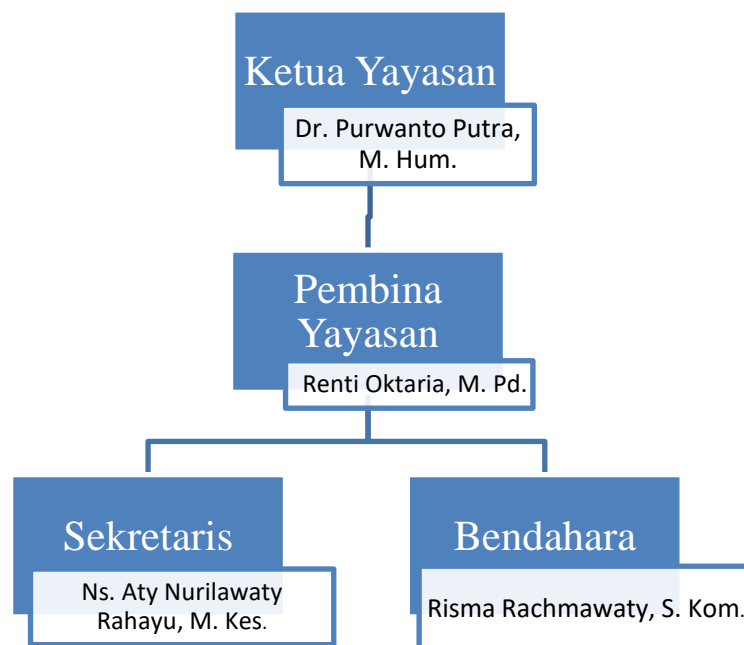 Ketua Yayasan
Dr. Purwanto Putra,
M. Hum.
Pembina
Yayasan
Renti Oktaria, M. Pd.
Sekretaris
Ns. Aty Nurilawaty
Rahayu, M. Kes.
Bendahara
Risma Rachmawaty, S. Kom.